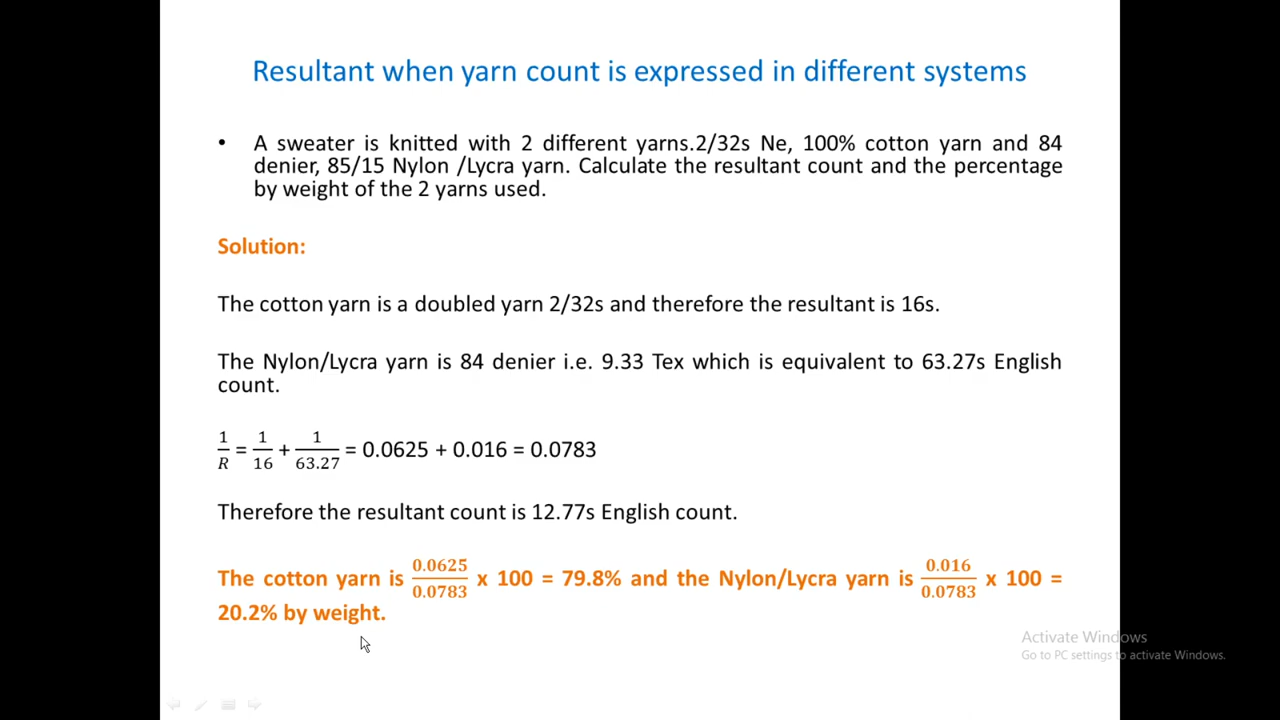 Resultant when yarn count is expressed in different systems
• A sweater is knitted with 2 different yarns.2/32s Ne, 100% cotton yarn and 84
denier, 85/15 Nylon /Lycra yarn. Calculate the resultant count and the percentage
by weight of the 2 yarns used.
Solution:
The cotton yarn is a doubled yarn 2/32s and therefore the resultant is 16s.
The Nylon/Lycra yarn is 84 denier i.e. 9.33 Tex which is equivalent to 63.27s English
count.
1/R = 1/16 + 1/63.27 = 0.0625 + 0.016 = 0.0783
Therefore the resultant count is 12.77s English count.
The cotton yarn is 0.0625/0.0783 x 100 = 79.8% and the Nylon/Lycra yarn is 0.016/0.0783 x 100 =
20.2% by weight.
Activate Windows
Go to PC settings to activate Windows.